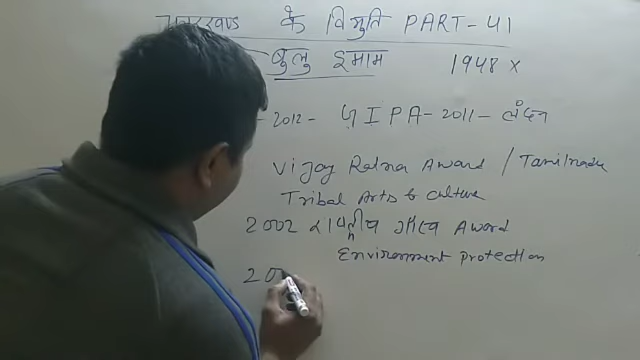 के विभुति PART-41
बुलु इमाम 1948 x
- 2012 - GIPA - 2011 - लंदन
Vijay Ratna Award / Tamilnadu
Tribal Arts & culture
2002 राष्ट्रीय गौरव Award
Environment protection
20